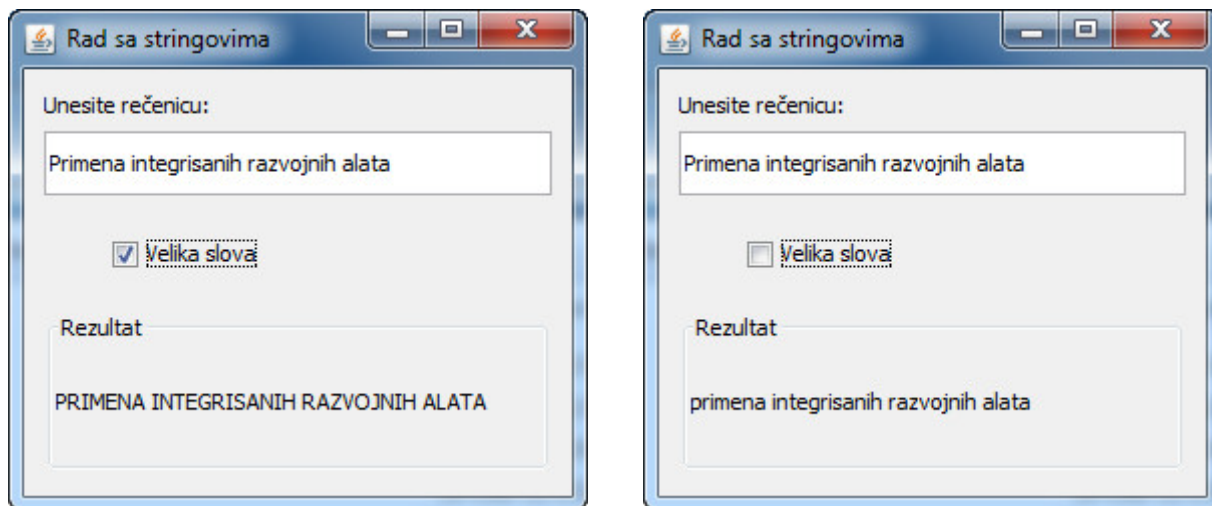 Rad sa stringovima
Unesite rečenicu:
Primena integrisanih razvojnih alata
Velika slova
Rezultat
PRIMENA INTEGRISANIH RAZVOJNIH ALATA
Rad sa stringovima
Unesite rečenicu:
Primena integrisanih razvojnih alata
Velika slova
Rezultat
primena integrisanih razvojnih alata